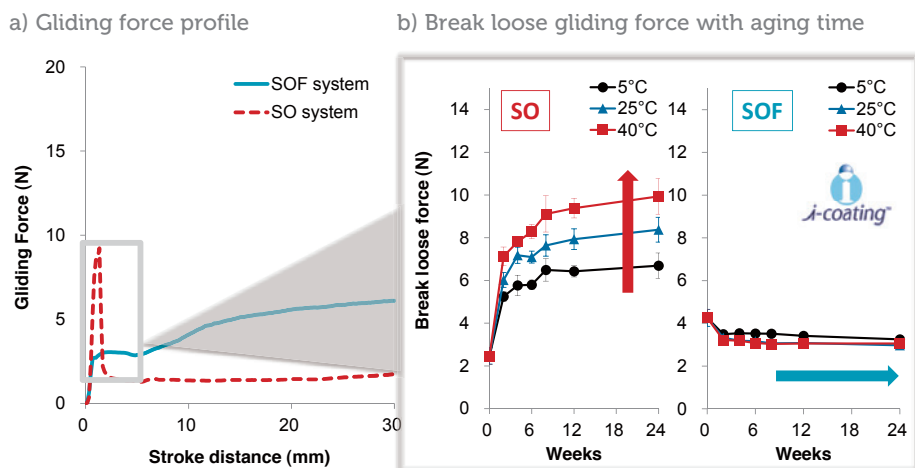 a) Gliding force profile
b) Break loose gliding force with aging time
20
15
10
5
0
Gliding Force (N)
SOF system
SO system
0
10
20
30
Stroke distance (mm)
Break loose force (N)
14
12
10
8
6
4
2
0
SO
5°C
25°C
40°C
0
6
12
18
24
Weeks
14
12
10
8
6
4
2
0
SOF
5°C
25°C
40°C
i-coating™
0
6
12
18
24
Weeks